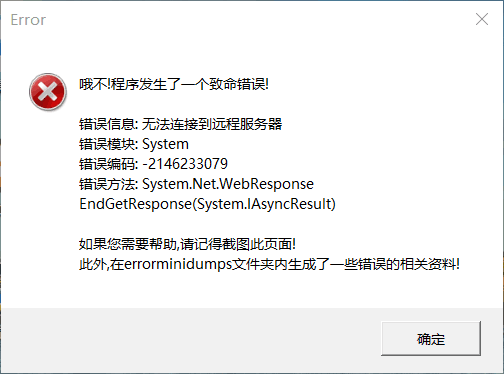 Error
哦不!程序发生了一个致命错误!
错误信息: 无法连接到远程服务器
错误模块: System
错误编码: -2146233079
错误方法: System.Net.WebResponse
EndGetResponse(System.IAsyncResult)
如果您需要帮助,请记得截图此页面!
此外,在errorminidumps文件夹内生成了一些错误的相关资料!
确定